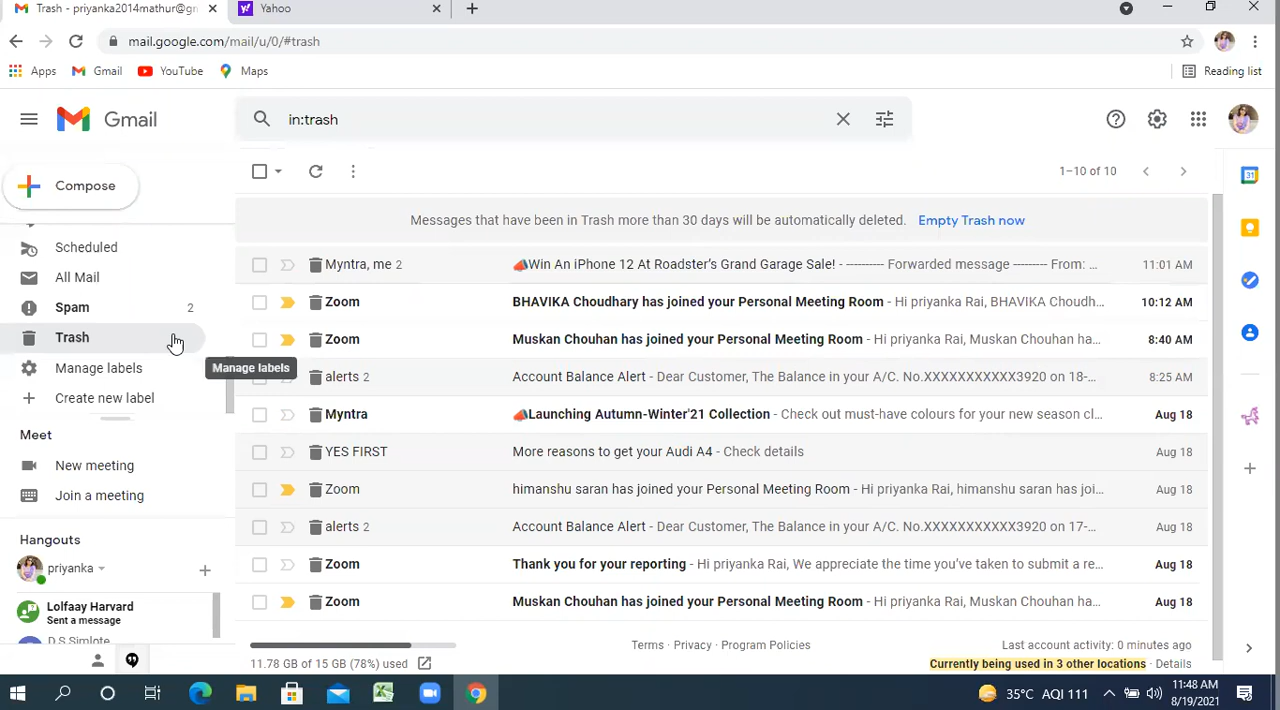 Trash - priyanka2014mathur@gr
Yahoo
mail.google.com/mail/u/0/#trash
Apps Gmail YouTube Maps Reading list
Gmail
in:trash
Compose
1–10 of 10
Messages that have been in Trash more than 30 days will be automatically deleted. Empty Trash now
Scheduled
All Mail
Spam 2
Trash
Manage labels
Manage labels
Create new label
Myntra, me 2 📣Win An iPhone 12 At Roadster's Grand Garage Sale! - ---------- Forwarded message --------- From: ... 11:01 AM
Zoom BHAVIKA Choudhary has joined your Personal Meeting Room - Hi priyanka Rai, BHAVIKA Choudh... 10:12 AM
Zoom Muskan Chouhan has joined your Personal Meeting Room - Hi priyanka Rai, Muskan Chouhan ha... 8:40 AM
alerts 2 Account Balance Alert - Dear Customer, The Balance in your A/C. No.XXXXXXXXXXX3920 on 18-... 8:25 AM
Myntra 📣Launching Autumn-Winter'21 Collection - Check out must-have colours for your new season cl... Aug 18
YES FIRST More reasons to get your Audi A4 - Check details Aug 18
Zoom himanshu saran has joined your Personal Meeting Room - Hi priyanka Rai, himanshu saran has joi... Aug 18
alerts 2 Account Balance Alert - Dear Customer, The Balance in your A/C. No.XXXXXXXXXXX3920 on 17-... Aug 18
Zoom Thank you for your reporting - Hi priyanka Rai, We appreciate the time you've taken to submit a re... Aug 18
Zoom Muskan Chouhan has joined your Personal Meeting Room - Hi priyanka Rai, Muskan Chouhan ha... Aug 18
Meet
New meeting
Join a meeting
Hangouts
priyanka
Lolfaay Harvard
Sent a message
D S Simlote
Terms · Privacy · Program Policies
Last account activity: 0 minutes ago
11.78 GB of 15 GB (78%) used
Currently being used in 3 other locations · Details
31
35°C AQI 111
11:48 AM
8/19/2021